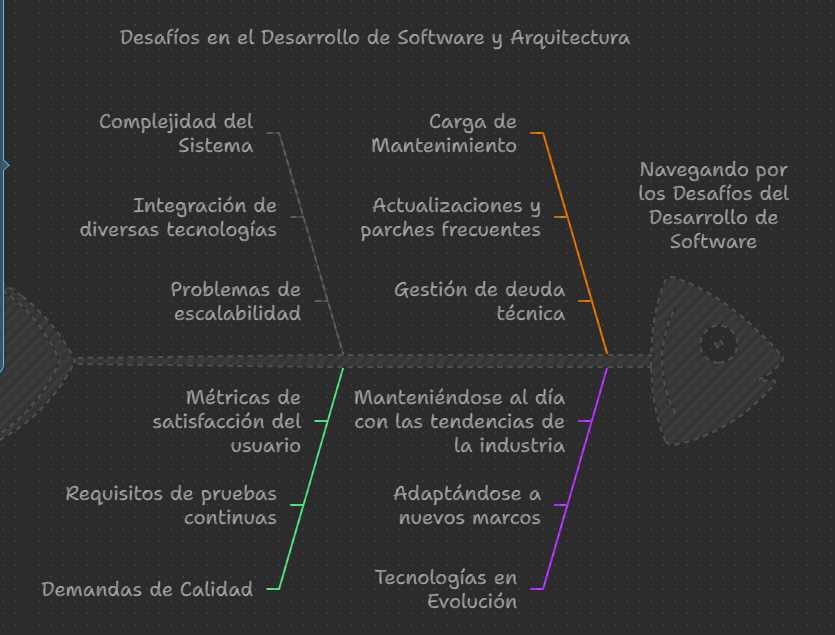 Desafíos en el Desarrollo de Software y Arquitectura
Complejidad del
Sistema
Integración de
diversas tecnologías
Problemas de
escalabilidad
Carga de
Mantenimiento
Actualizaciones y
parches frecuentes
Gestión de deuda
técnica
Navegando por
los Desafíos del
Desarrollo de
Software
Métricas de
satisfacción del
usuario
Requisitos de pruebas
continuas
Demandas de Calidad
Manteniéndose al día
con las tendencias de
la industria
Adaptándose a
nuevos marcos
Tecnologías en
Evolución